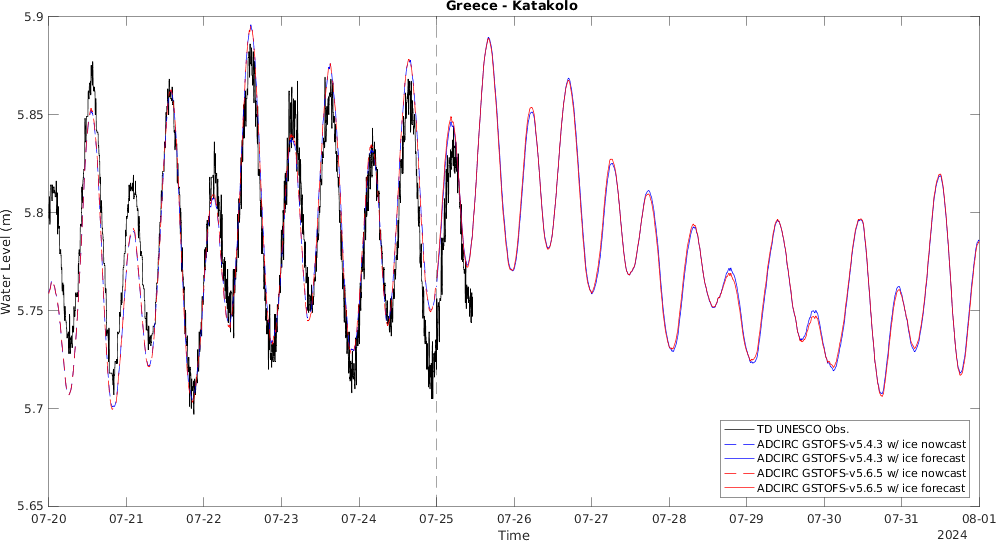 Greece - Katakolo
5.9
5.85
5.8
5.75
5.7
5.65
Water Level (m)
07-20 07-21 07-22 07-23 07-24 07-25 07-26 07-27 07-28 07-29 07-30 07-31 08-01
Time
2024
TD UNESCO Obs.
ADCIRC GSTOFS-v5.4.3 w/ ice nowcast
ADCIRC GSTOFS-v5.4.3 w/ ice forecast
ADCIRC GSTOFS-v5.6.5 w/ ice nowcast
ADCIRC GSTOFS-v5.6.5 w/ ice forecast